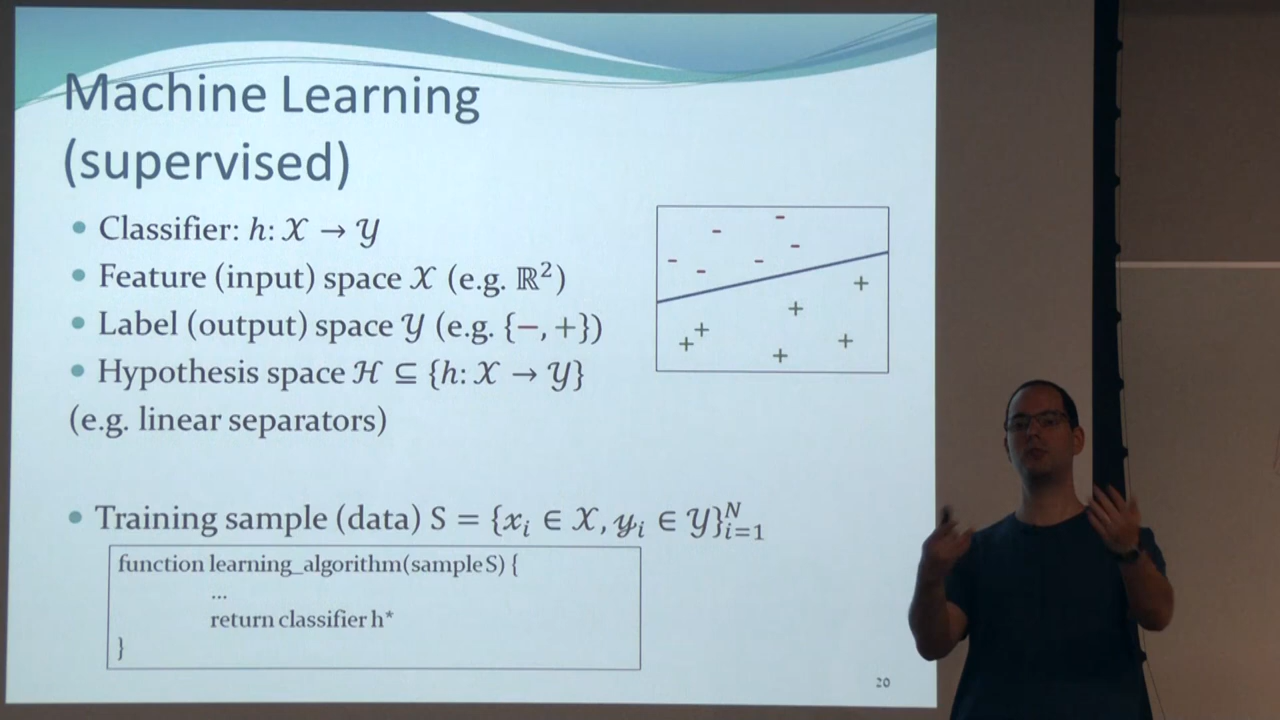 Machine Learning
(supervised)
• Classifier: h: 𝒳 → 𝒴
• Feature (input) space 𝒳 (e.g. ℝ²)
• Label (output) space 𝒴 (e.g. {−, +})
• Hypothesis space ℋ ⊆ {h: 𝒳 → 𝒴}
(e.g. linear separators)
• Training sample (data) S = {xᵢ ∈ 𝒳, yᵢ ∈ 𝒴}ᵢ₌₁ᴺ
function learning_algorithm(sample S) {
...
return classifier h*
}
20